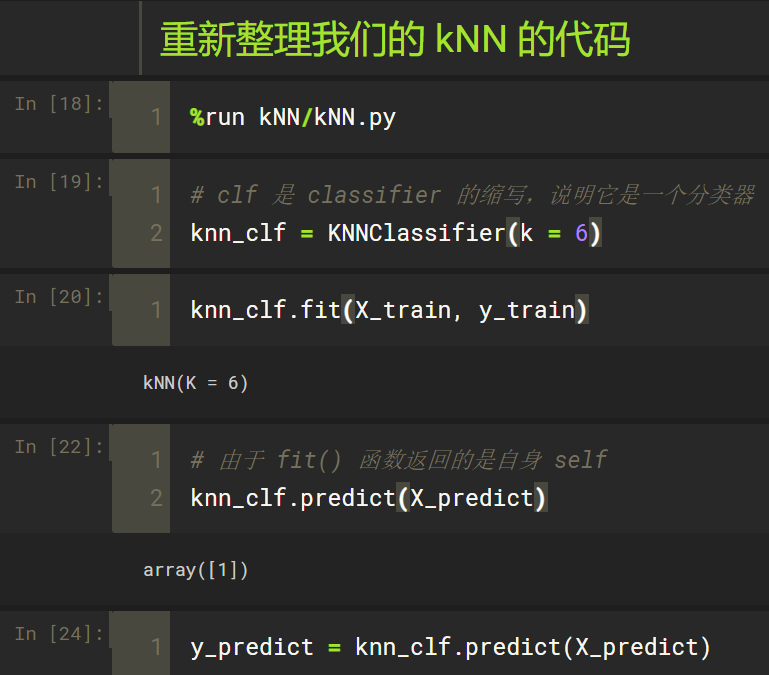 重新整理我们的 kNN 的代码
In [18]:
1 %run kNN/kNN.py
In [19]:
1 # clf 是 classifier 的缩写，说明它是一个分类器
2 knn_clf = KNNClassifier(k = 6)
In [20]:
1 knn_clf.fit(X_train, y_train)
kNN(K = 6)
In [22]:
1 # 由于 fit() 函数返回的是自身 self
2 knn_clf.predict(X_predict)
array([1])
In [24]:
1 y_predict = knn_clf.predict(X_predict)